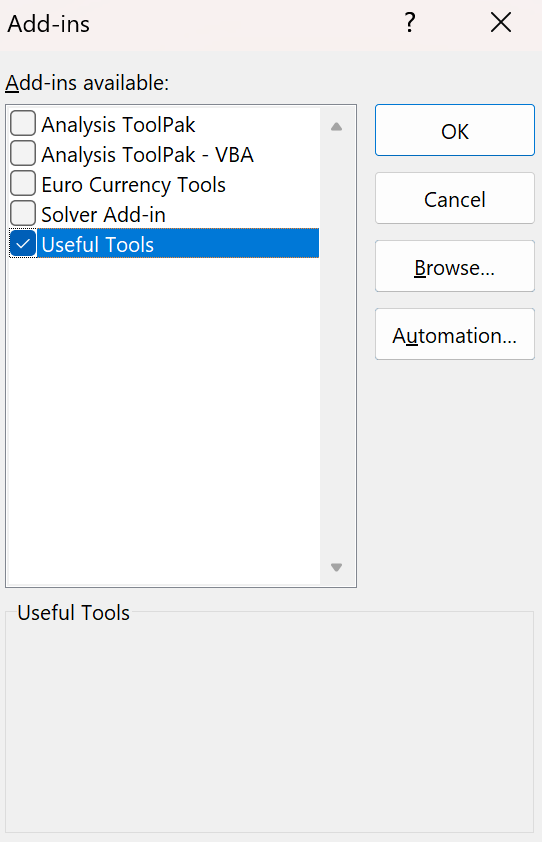 Add-ins ?
Add-ins available:
Analysis ToolPak
Analysis ToolPak - VBA
Euro Currency Tools
Solver Add-in
Useful Tools
OK
Cancel
Browse...
Automation...
Useful Tools